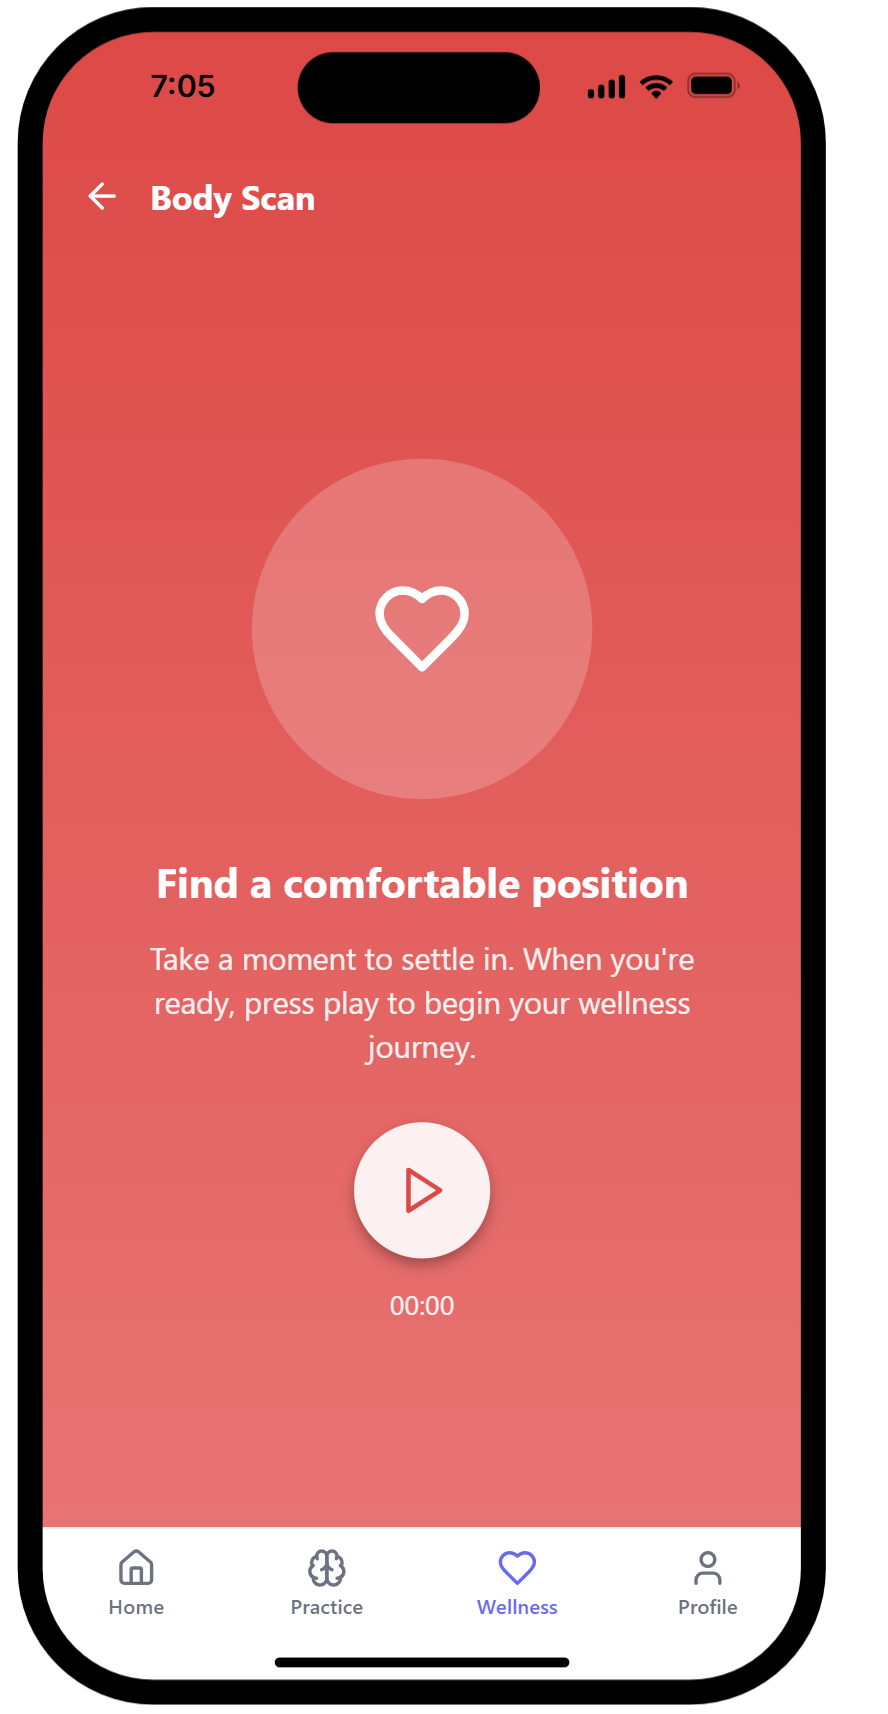 7:05
Body Scan
Find a comfortable position
Take a moment to settle in. When you're
ready, press play to begin your wellness
journey.
00:00
Home Practice Wellness Profile